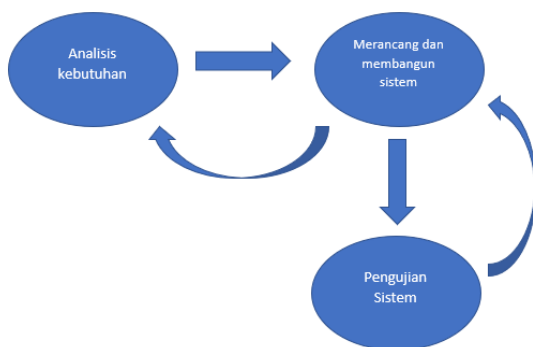 Analisis
kebutuhan
Merancang dan
membangun
sistem
Pengujian
Sistem